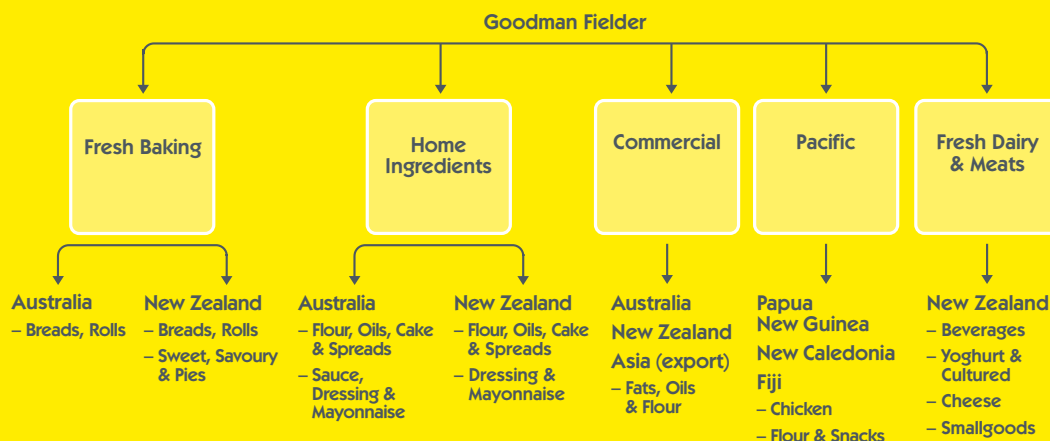 Goodman Fielder
Fresh Baking
Home
Ingredients
Commercial
Pacific
Fresh Dairy
& Meats
Australia
– Breads, Rolls
New Zealand
– Breads, Rolls
– Sweet, Savoury
& Pies
Australia
– Flour, Oils, Cake
& Spreads
– Sauce,
Dressing &
Mayonnaise
New Zealand
– Flour, Oils, Cake
& Spreads
– Dressing &
Mayonnaise
Australia
New Zealand
Asia (export)
– Fats, Oils
& Flour
Papua
New Guinea
New Caledonia
Fiji
– Chicken
– Flour & Snacks
New Zealand
– Beverages
– Yoghurt &
Cultured
– Cheese
– Smallgoods